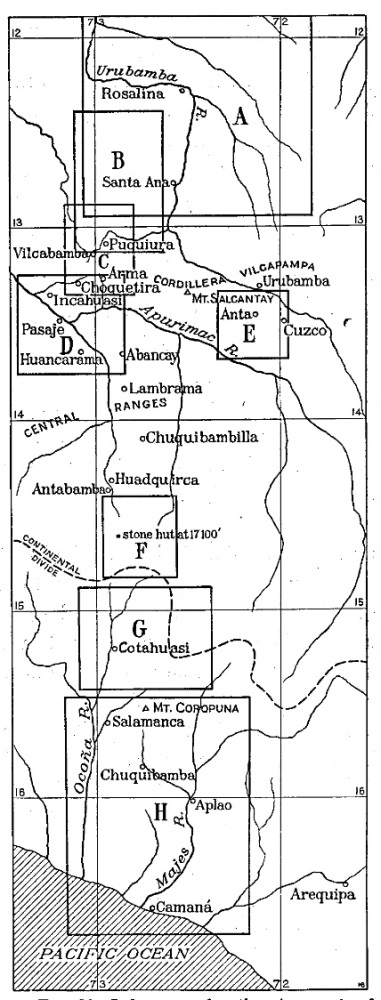 73 72
12 12
Urubamba R.
Rosalina
A
B
Santa Ana
13 13
Puquiura
Vilcabamba
C
Arma
CORDILLERA VILCAPAMPA
Choquetira
Urubamba
Incahuasi
MT. SALCANTAY
Anta
E
Cuzco
Apurimac R.
Pasaje
D
Huancarama
Abancay
Lambrama
CENTRAL RANGES
14 14
Chuquibambilla
Huadquirca
Antabamba
stone hut at 17100'
F
CONTINENTAL
DIVIDE
15 15
G
Cotahuasi
MT. COROPUNA
Salamanca
Ocoña R.
Chuquibamba
16 16
Aplao
H
Majes R.
Arequipa
Camaná
PACIFIC OCEAN
73 72